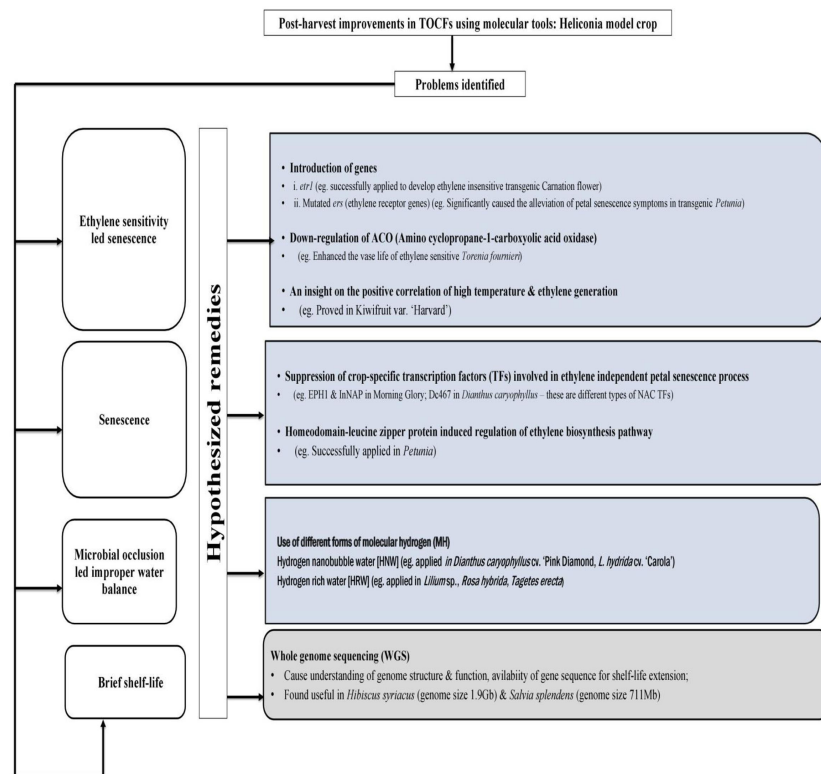 Post-harvest improvements in TOCFs using molecular tools: Heliconia model crop
Problems identified
Ethylene sensitivity
led senescence
Senescence
Microbial occlusion
led improper water
balance
Brief shelf-life
Hypothesized remedies
• Introduction of genes
• i. etr1 (eg. successfully applied to develop ethylene insensitive transgenic Carnation flower)
• ii. Mutated ers (ethylene receptor genes) (eg. Significantly caused the alleviation of petal senescence symptoms in transgenic Petunia)
• Down-regulation of ACO (Amino cyclopropane-1-carboxyolic acid oxidase)
• (eg. Enhanced the vase life of ethylene sensitive Torenia fournieri)
• An insight on the positive correlation of high temperature & ethylene generation
• (eg. Proved in Kiwifruit var. ‘Harvard’)
• Suppression of crop-specific transcription factors (TFs) involved in ethylene independent petal senescence process
• (eg. EPH1 & InNAP in Morning Glory; Dc467 in Dianthus caryophyllus – these are different types of NAC TFs)
• Homeodomain-leucine zipper protein induced regulation of ethylene biosynthesis pathway
• (eg. Successfully applied in Petunia)
Use of different forms of molecular hydrogen (MH)
Hydrogen nanobubble water [HNW] (eg. applied in Dianthus caryophyllus cv. ‘Pink Diamond, L. hydrida cv. ‘Carola’)
Hydrogen rich water [HRW] (eg. applied in Lilium sp., Rosa hybrida, Tagetes erecta)
Whole genome sequencing (WGS)
• Cause understanding of genome structure & function, avaliabiity of gene sequence for shelf-life extension;
• Found useful in Hibiscus syriacus (genome size 1.9Gb) & Salvia splendens (genome size 711Mb)